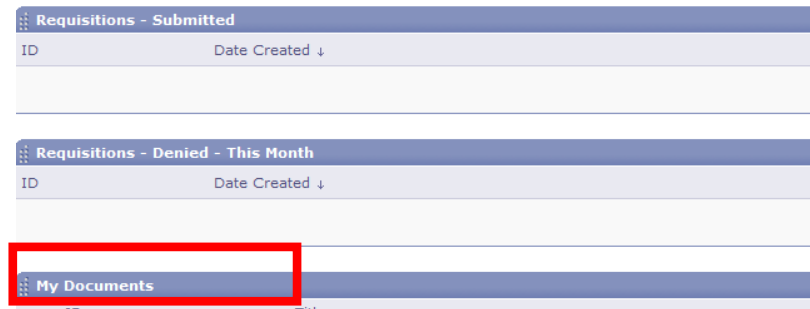 Requisitions - Submitted
ID Date Created ↓
Requisitions - Denied - This Month
ID Date Created ↓
My Documents